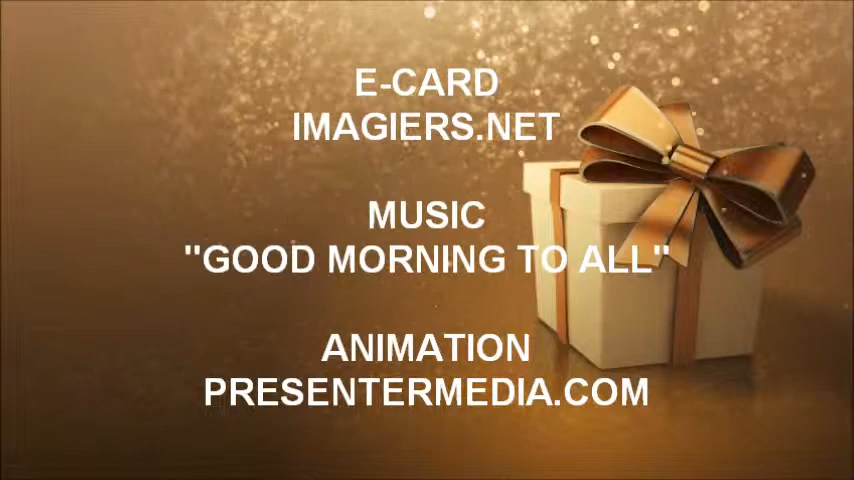 E-CARD
IMAGIERS.NET
MUSIC
"GOOD MORNING TO ALL"
ANIMATION
PRESENTERMEDIA.COM